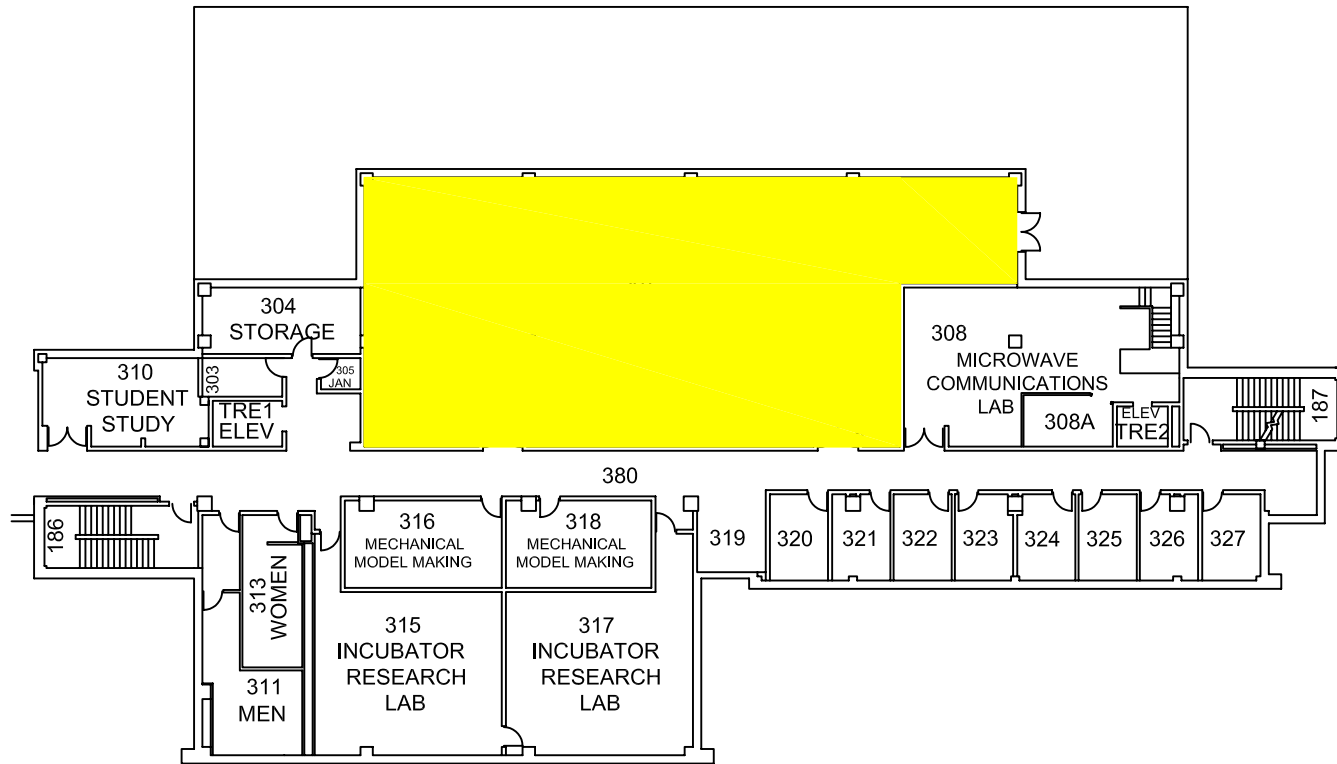 304
STORAGE
310
STUDENT
STUDY
303
305
JAN
TRE1
ELEV
308
MICROWAVE
COMMUNICATIONS
LAB
308A
ELEV
TRE2
187
380
186
313
WOMEN
311
MEN
316
MECHANICAL
MODEL MAKING
318
MECHANICAL
MODEL MAKING
315
INCUBATOR
RESEARCH
LAB
317
INCUBATOR
RESEARCH
LAB
319
320
321
322
323
324
325
326
327